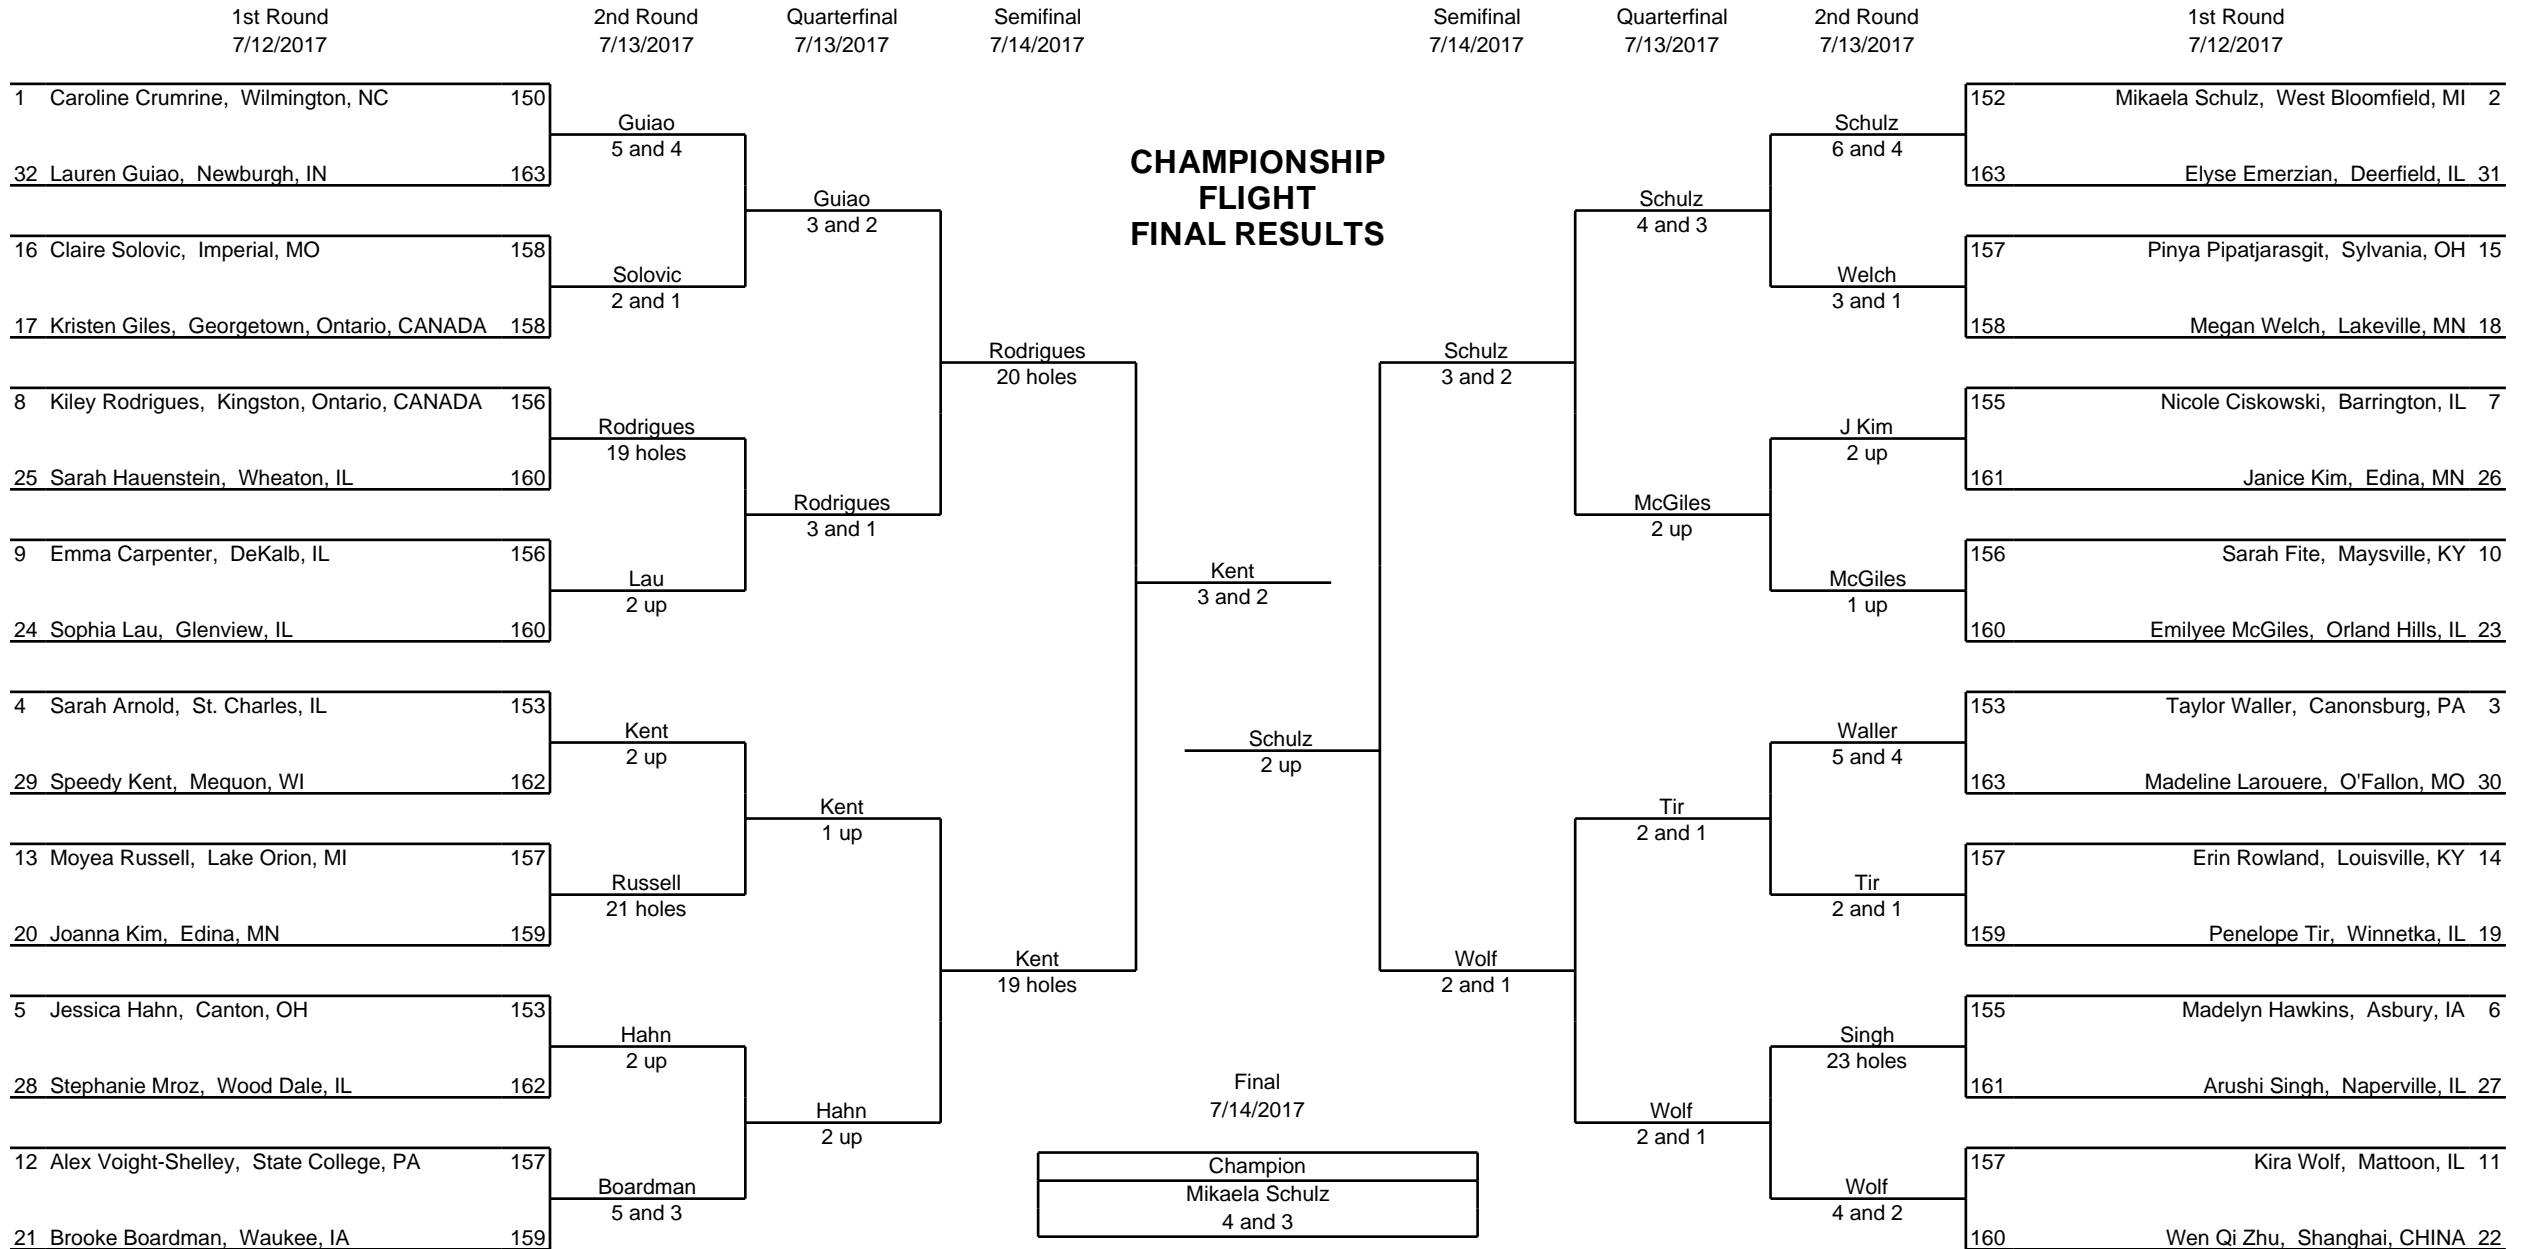 1st Round 2nd Round Quarterfinal Semifinal Semifinal Quarterfinal 2nd Round 1st Round
7/12/2017 7/13/2017 7/13/2017 7/14/2017 7/14/2017 7/13/2017 7/13/2017 7/12/2017
1 Caroline Crumrine, Wilmington, NC 150
Guiao
5 and 4
32 Lauren Guiao, Newburgh, IN 163
Guiao
3 and 2
16 Claire Solovic, Imperial, MO 158
Solovic
2 and 1
17 Kristen Giles, Georgetown, Ontario, CANADA 158
Rodrigues
20 holes
8 Kiley Rodrigues, Kingston, Ontario, CANADA 156
Rodrigues
19 holes
25 Sarah Hauenstein, Wheaton, IL 160
Rodrigues
3 and 1
9 Emma Carpenter, DeKalb, IL 156
Lau
2 up
24 Sophia Lau, Glenview, IL 160
4 Sarah Arnold, St. Charles, IL 153
Kent
2 up
29 Speedy Kent, Mequon, WI 162
Kent
1 up
13 Moyea Russell, Lake Orion, MI 157
Russell
21 holes
20 Joanna Kim, Edina, MN 159
Kent
19 holes
5 Jessica Hahn, Canton, OH 153
Hahn
2 up
28 Stephanie Mroz, Wood Dale, IL 162
Hahn
2 up
12 Alex Voight-Shelley, State College, PA 157
Boardman
5 and 3
21 Brooke Boardman, Waukee, IA 159
CHAMPIONSHIP
FLIGHT
FINAL RESULTS
Kent
3 and 2
Schulz
2 up
Final
7/14/2017
Champion
Mikaela Schulz
4 and 3
152 Mikaela Schulz, West Bloomfield, MI 2
Schulz
6 and 4
163 Elyse Emerzian, Deerfield, IL 31
Schulz
4 and 3
157 Pinya Pipatjarasgit, Sylvania, OH 15
Welch
3 and 1
158 Megan Welch, Lakeville, MN 18
Schulz
3 and 2
155 Nicole Ciskowski, Barrington, IL 7
J Kim
2 up
161 Janice Kim, Edina, MN 26
McGiles
2 up
156 Sarah Fite, Maysville, KY 10
McGiles
1 up
160 Emilyee McGiles, Orland Hills, IL 23
153 Taylor Waller, Canonsburg, PA 3
Waller
5 and 4
163 Madeline Larouere, O'Fallon, MO 30
Tir
2 and 1
157 Erin Rowland, Louisville, KY 14
Tir
2 and 1
159 Penelope Tir, Winnetka, IL 19
Wolf
2 and 1
155 Madelyn Hawkins, Asbury, IA 6
Singh
23 holes
161 Arushi Singh, Naperville, IL 27
Wolf
2 and 1
157 Kira Wolf, Mattoon, IL 11
Wolf
4 and 2
160 Wen Qi Zhu, Shanghai, CHINA 22